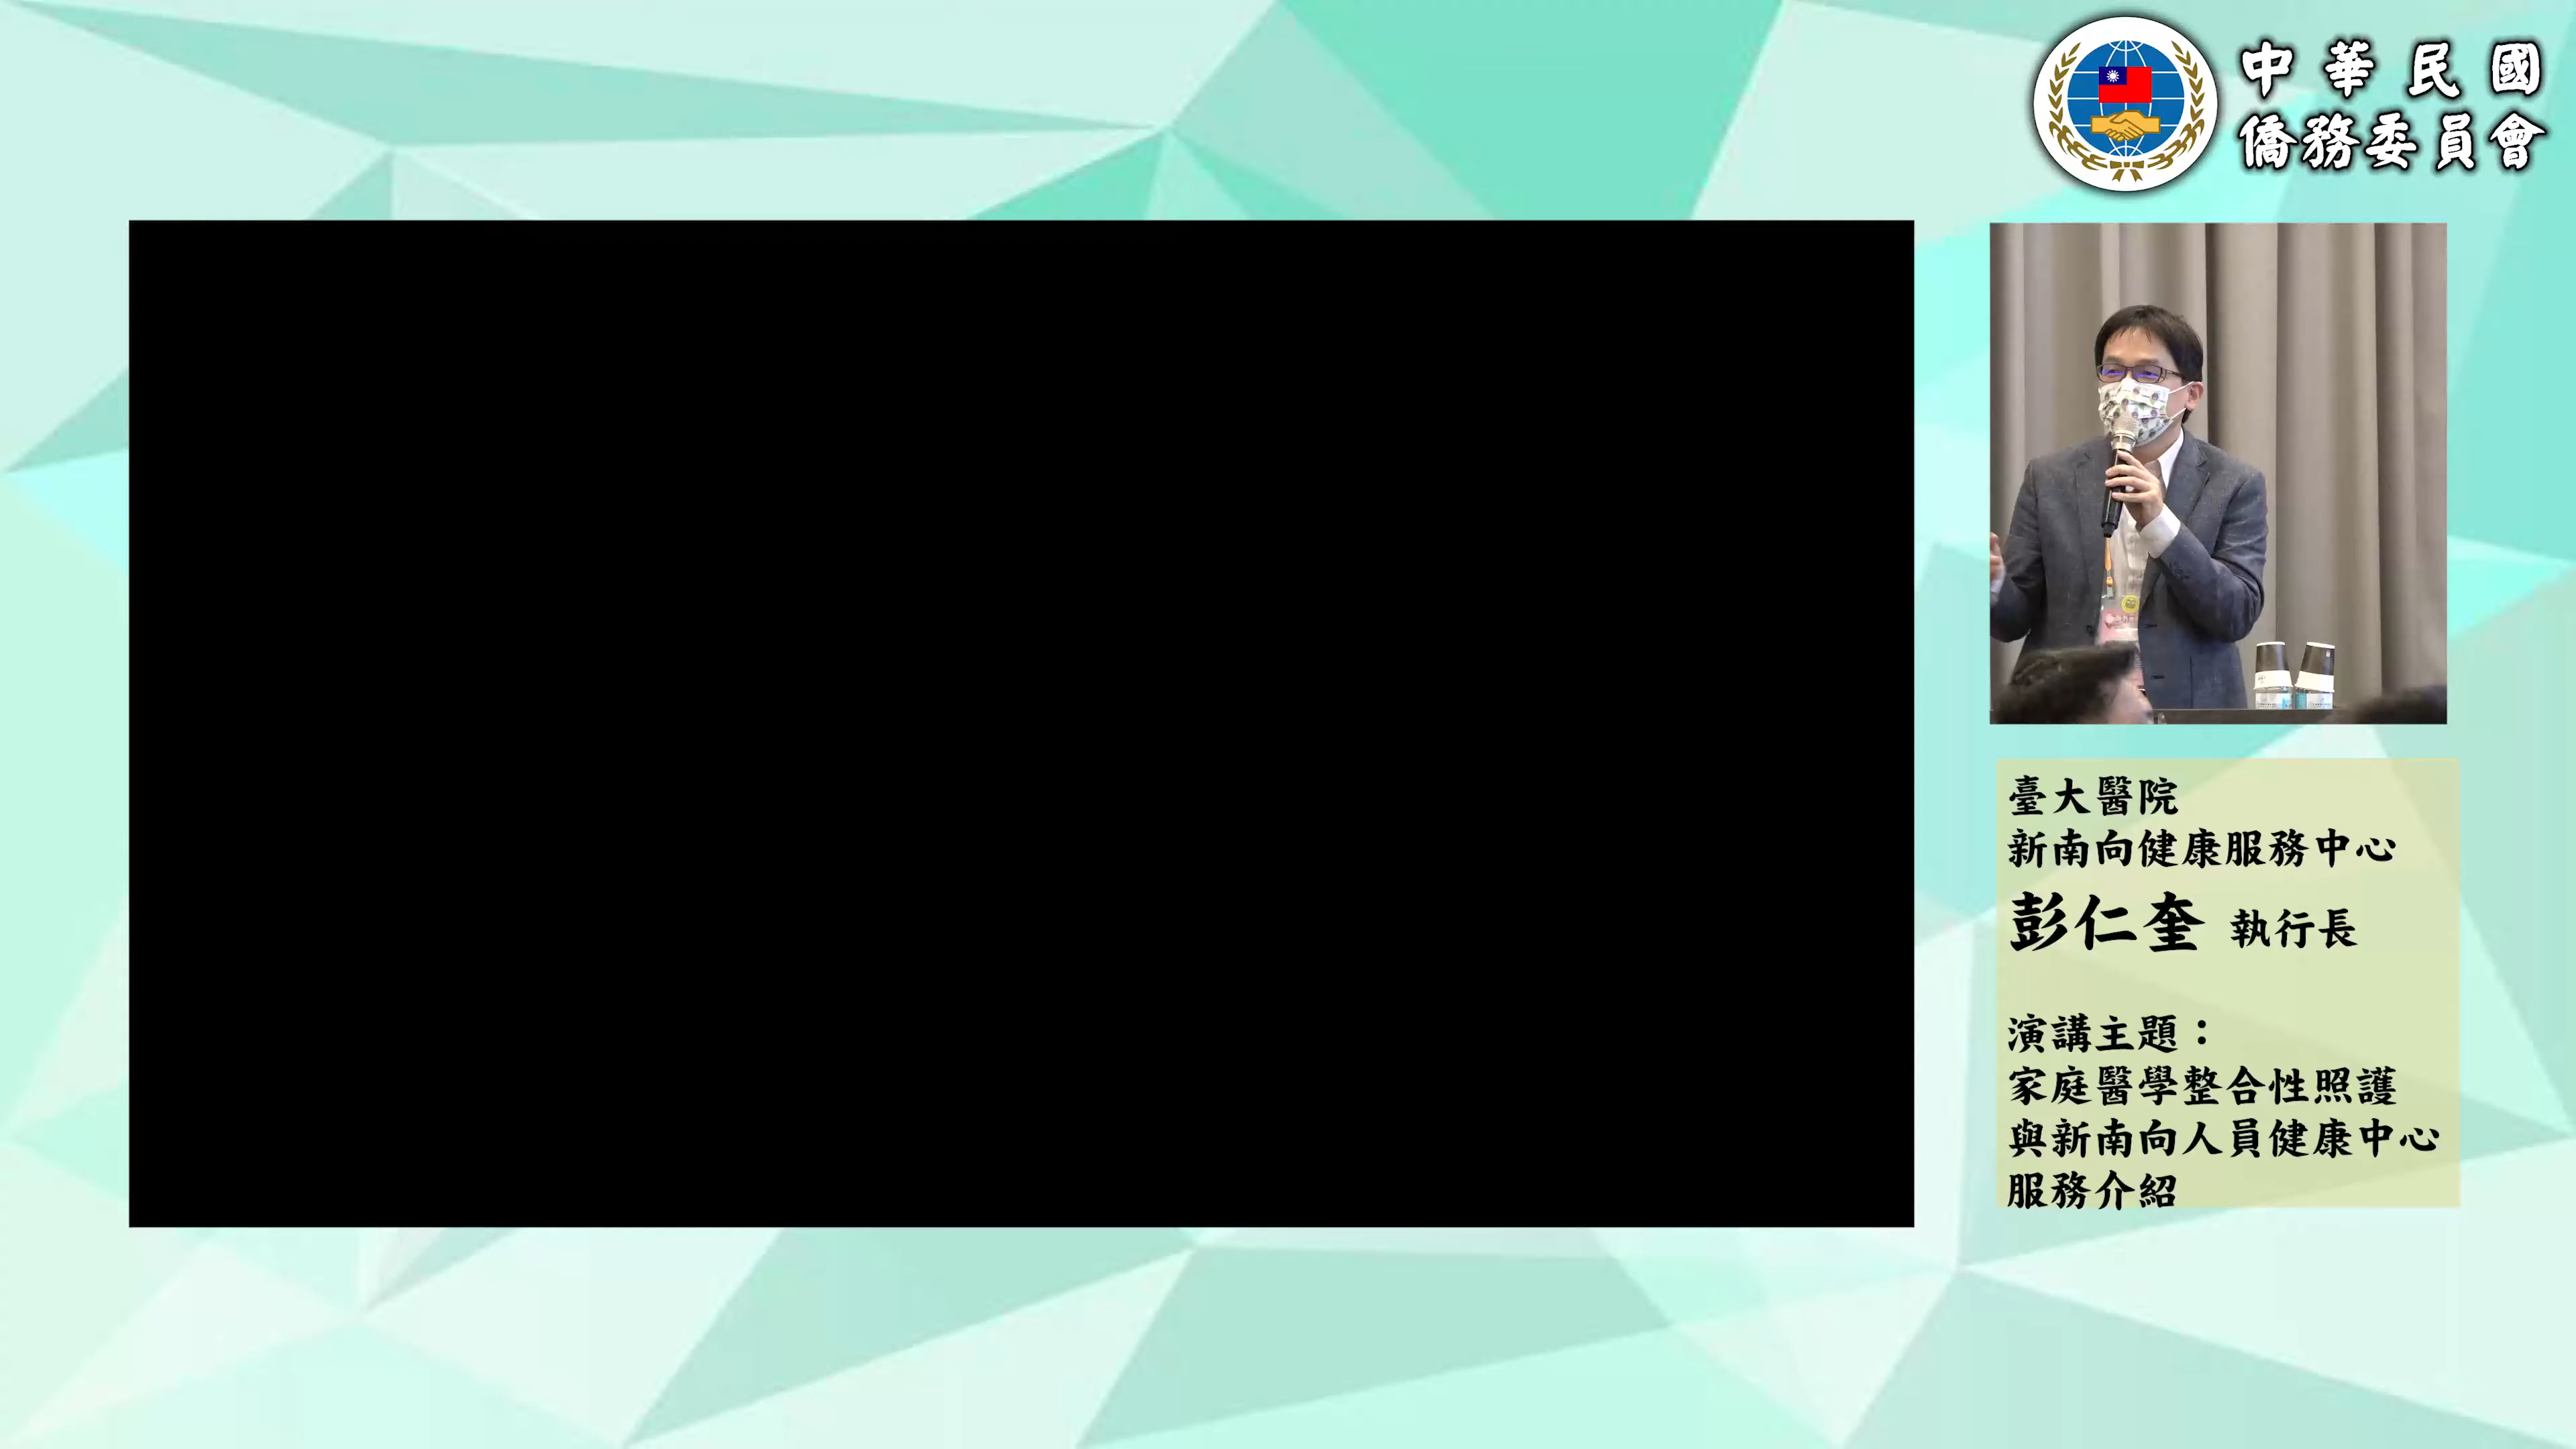 中華民國
僑務委員會
臺大醫院
新南向健康服務中心
彭仁奎 執行長
演講主題：
家庭醫學整合性照護
與新南向人員健康中心
服務介紹